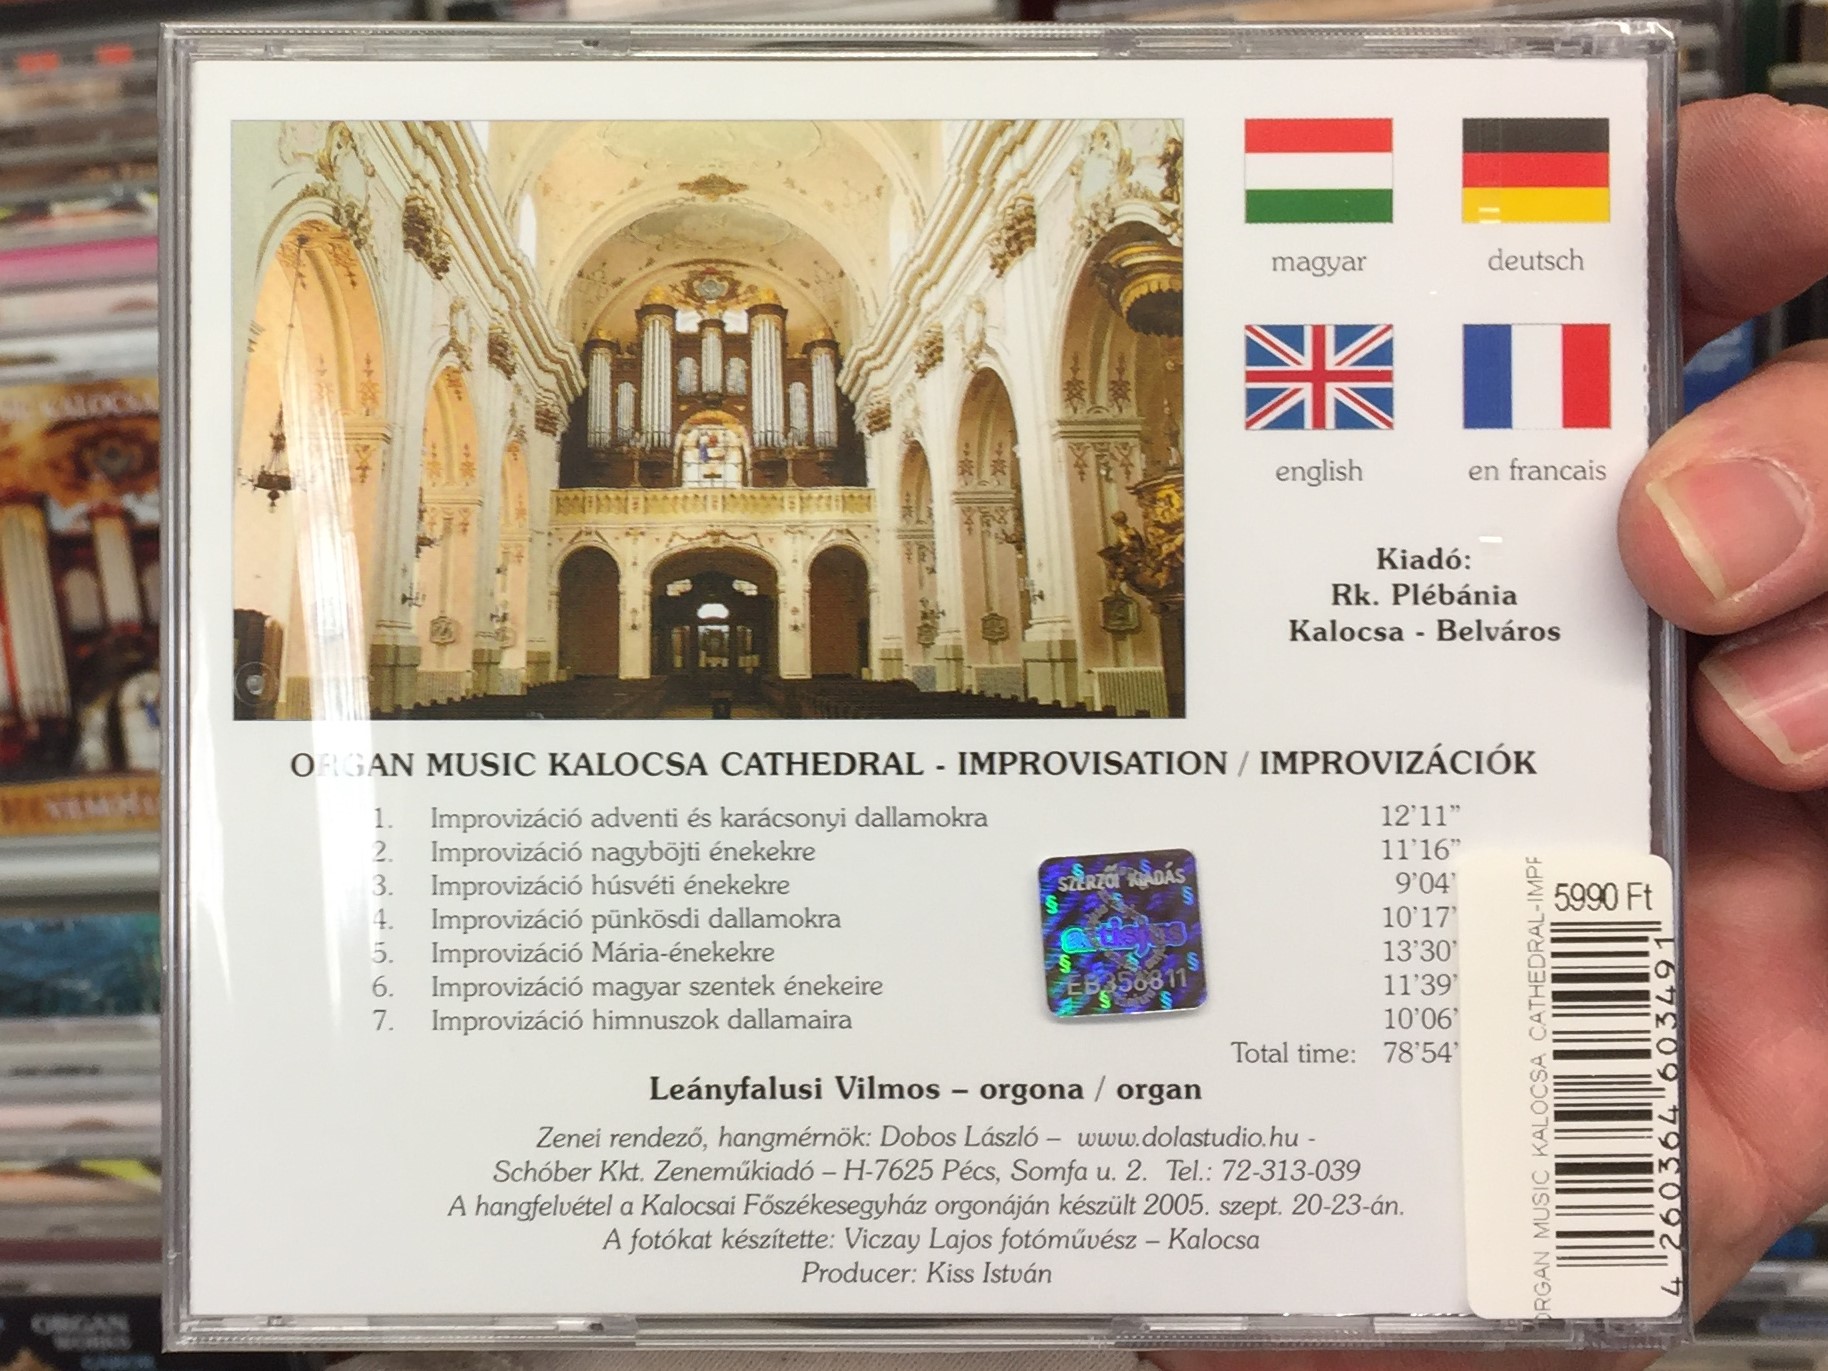 magyar
deutsch
english
en francais
Kiadó:
Rk. Plébánia
Kalocsa - Belváros
ORGAN MUSIC KALOCSA CATHEDRAL - IMPROVISATION / IMPROVIZÁCIÓK
1. Improvizáció adventi és karácsonyi dallamokra 12'11"
2. Improvizáció nagyböjti énekekre 11'16"
3. Improvizáció húsvéti énekekre 9'04'
4. Improvizáció pünkösdi dallamokra 10'17'
5. Improvizáció Mária-énekekre 13'30'
6. Improvizáció magyar szentek énekeire 11'39'
7. Improvizáció himnuszok dallamaira 10'06'
Total time: 78'54'
SZERZŐI KIADÁS
artisjus
EB356811
5990 Ft
ORGAN MUSIC KALOCSA CATHEDRAL-IMPR
4 260364 603491
Leányfalusi Vilmos – orgona / organ
Zenei rendező, hangmérnök: Dobos László – www.dolastudio.hu -
Schóber Kkt. Zeneműkiadó – H-7625 Pécs, Somfa u. 2. Tel.: 72-313-039
A hangfelvétel a Kalocsai Főszékesegyház orgonáján készült 2005. szept. 20-23-án.
A fotókat készítette: Viczay Lajos fotóművész – Kalocsa
Producer: Kiss István
KALOCSA
ORGAN
WORKS